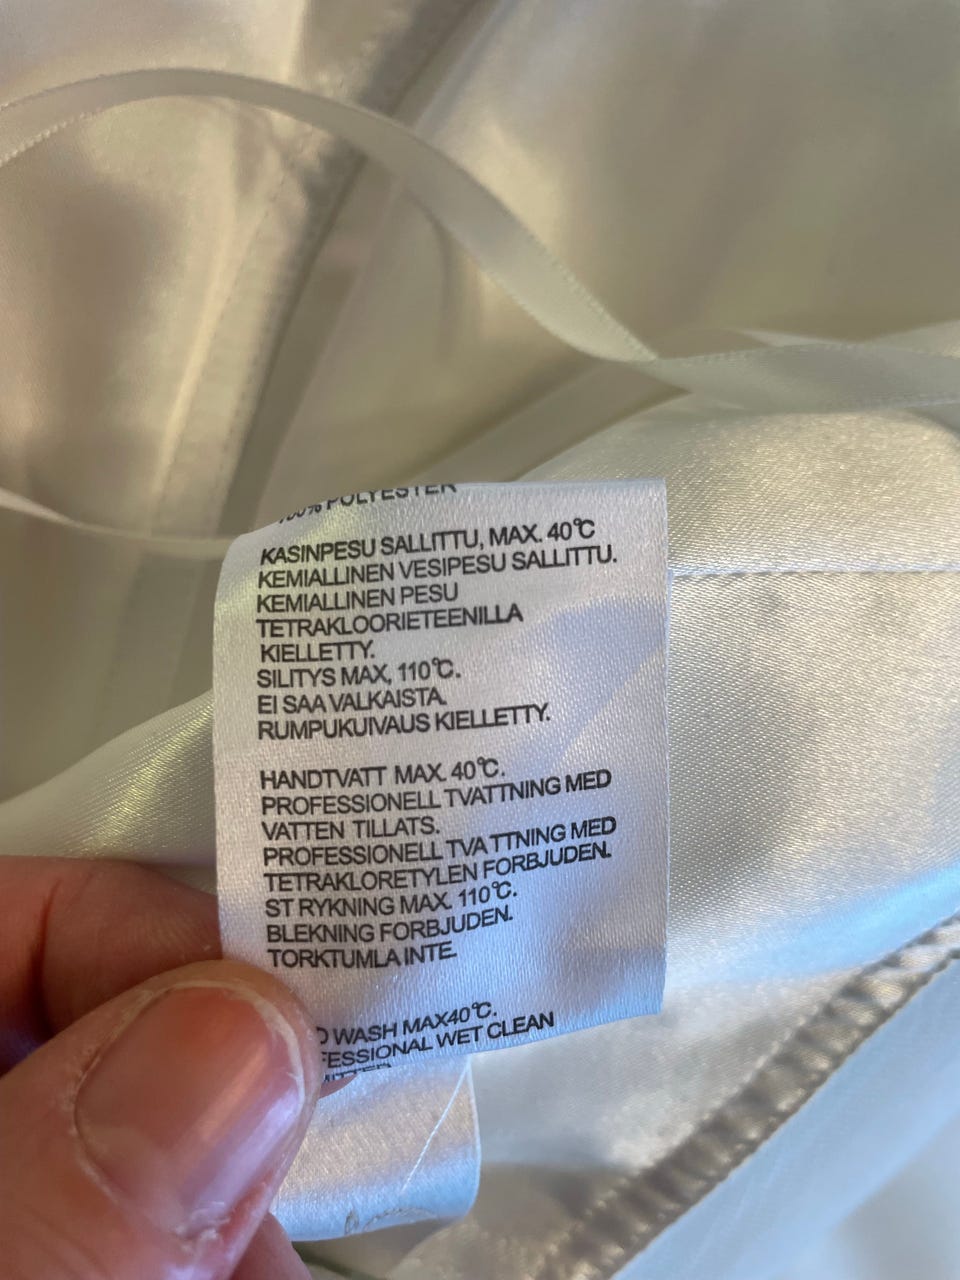 100% POLYESTER
KASINPESU SALLITTU, MAX. 40℃
KEMIALLINEN VESIPESU SALLITTU.
KEMIALLINEN PESU
TETRAKLOORIETEENILLA
KIELLETTY.
SILITYS MAX, 110℃.
EI SAA VALKAISTA.
RUMPUKUIVAUS KIELLETTY.
HANDTVATT MAX. 40℃.
PROFESSIONELL TVATTNING MED
VATTEN TILLATS.
PROFESSIONELL TVA TTNING MED
TETRAKLORETYLEN FORBJUDEN.
ST RYKNING MAX. 110℃.
BLEKNING FORBJUDEN.
TORKTUMLA INTE.
WASH MAX40℃.
WET CLEAN